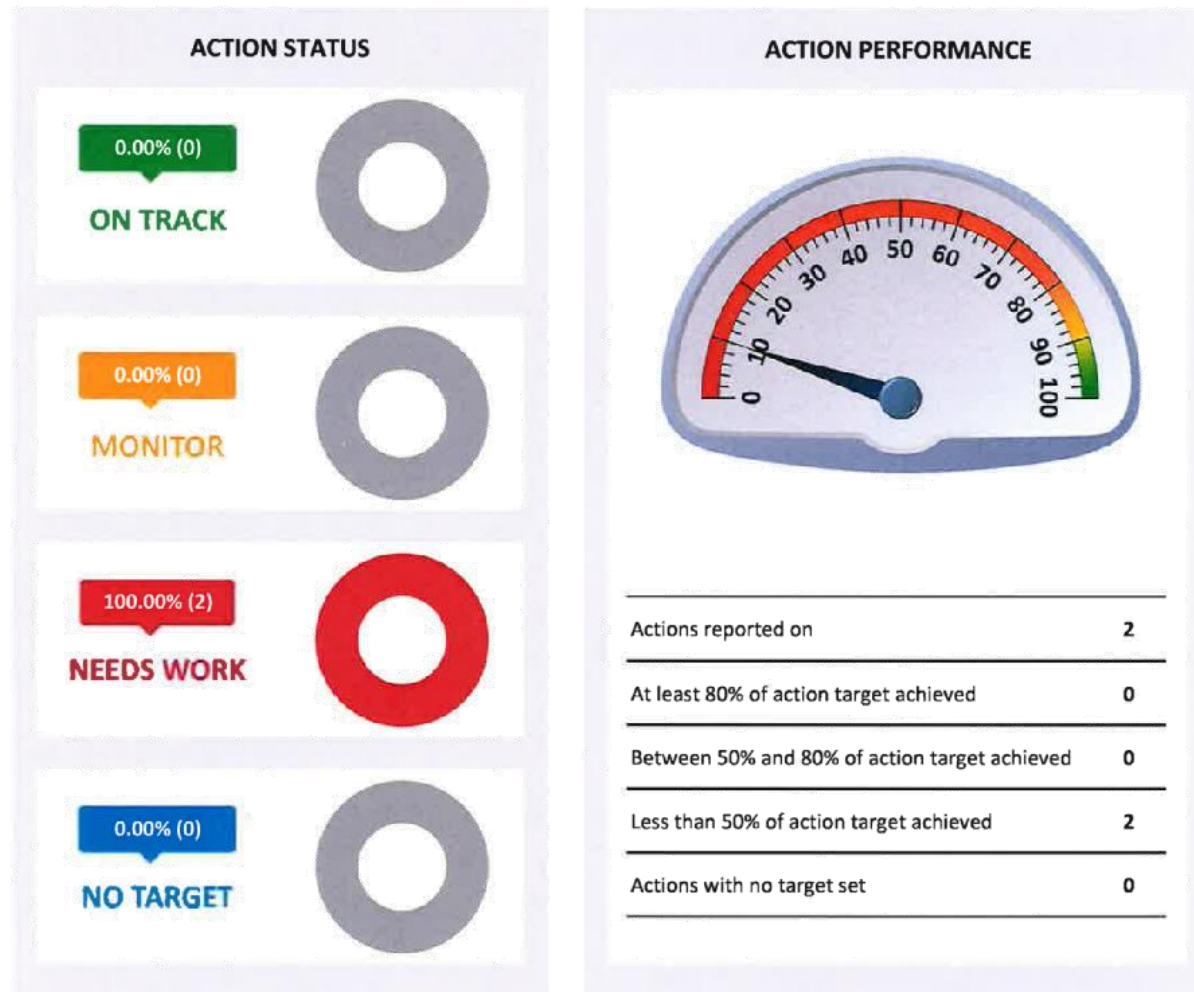 ACTION STATUS
0.00% (0)
ON TRACK
0.00% (0)
MONITOR
100.00% (2)
NEEDS WORK
0.00% (0)
NO TARGET
ACTION PERFORMANCE
0
10
20
30
40
50
60
70
80
90
100
Actions reported on 2
At least 80% of action target achieved 0
Between 50% and 80% of action target achieved 0
Less than 50% of action target achieved 2
Actions with no target set 0